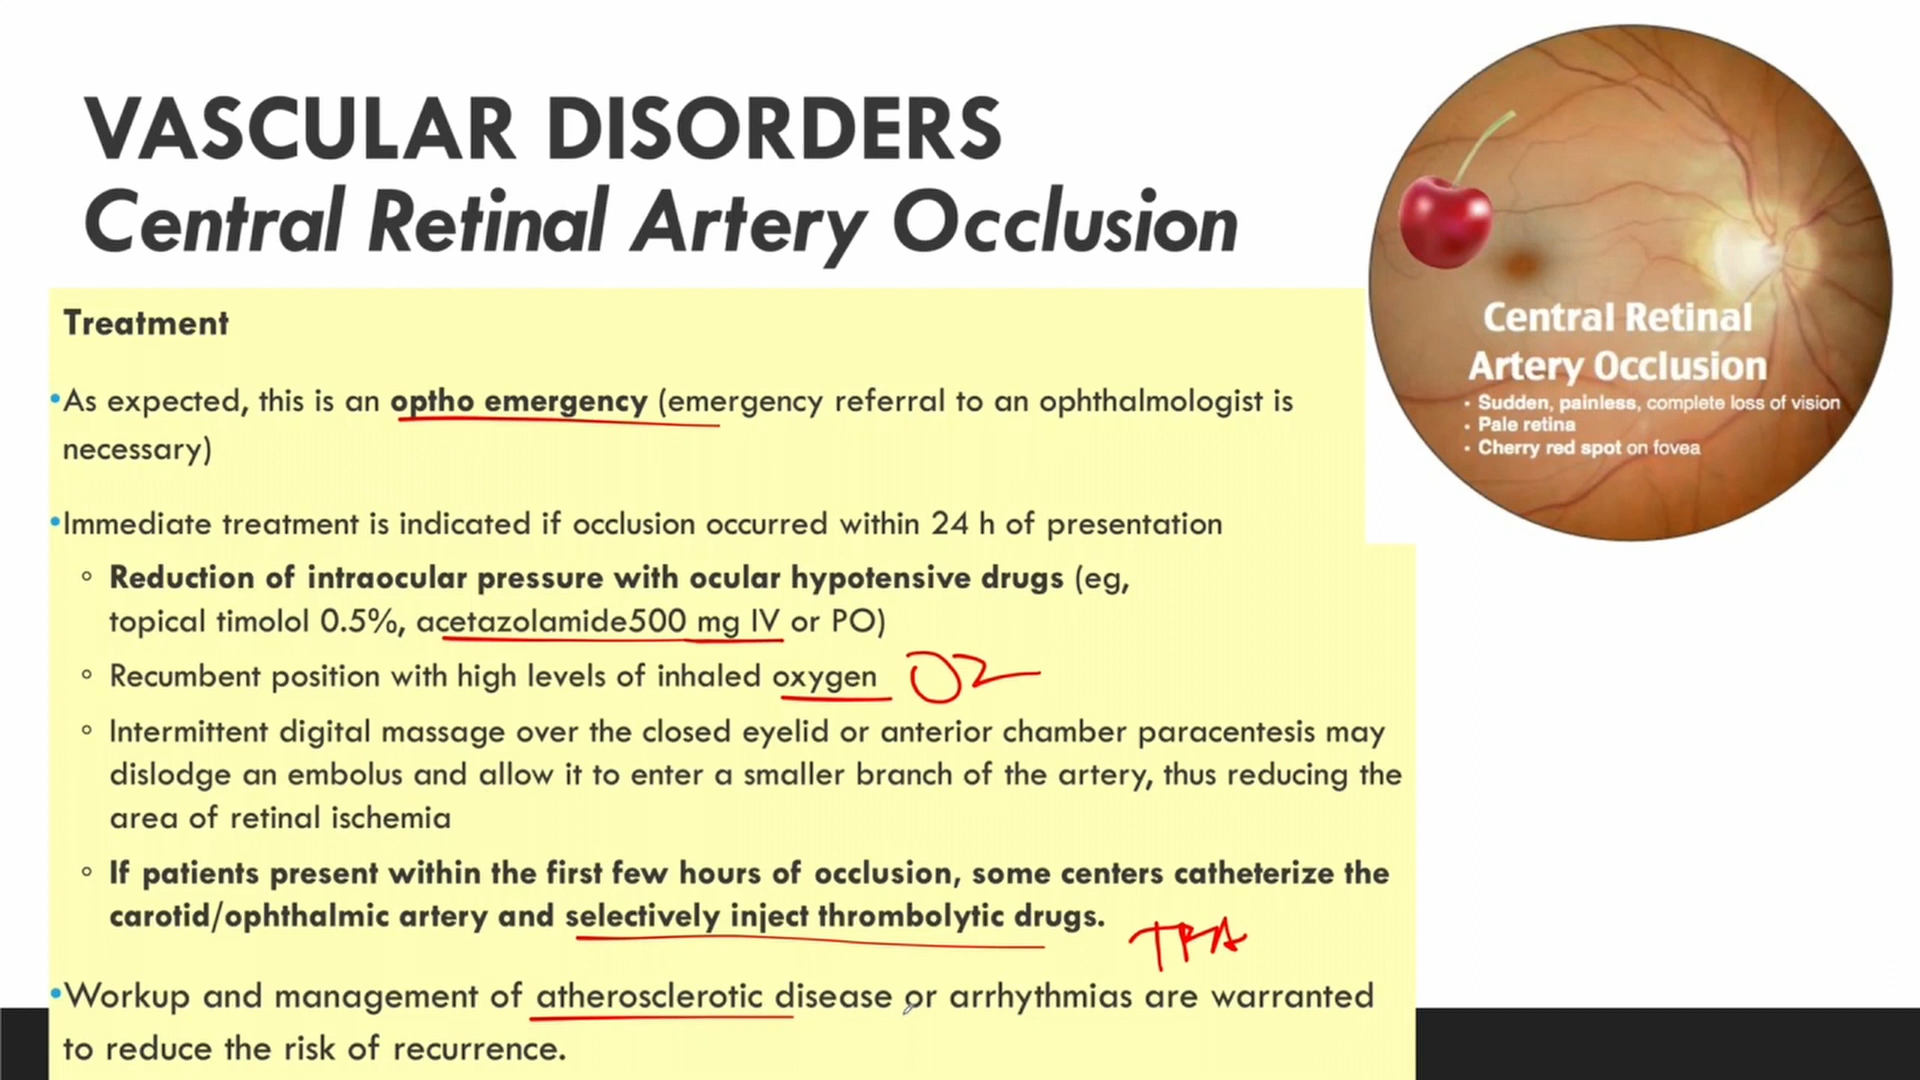 VASCULAR DISORDERS
Central Retinal Artery Occlusion
Treatment
•As expected, this is an optho emergency (emergency referral to an ophthalmologist is
necessary)
•Immediate treatment is indicated if occlusion occurred within 24 h of presentation
◦ Reduction of intraocular pressure with ocular hypotensive drugs (eg,
topical timolol 0.5%, acetazolamide500 mg IV or PO)
◦ Recumbent position with high levels of inhaled oxygen O2
◦ Intermittent digital massage over the closed eyelid or anterior chamber paracentesis may
dislodge an embolus and allow it to enter a smaller branch of the artery, thus reducing the
area of retinal ischemia
◦ If patients present within the first few hours of occlusion, some centers catheterize the
carotid/ophthalmic artery and selectively inject thrombolytic drugs.
TPA
•Workup and management of atherosclerotic disease or arrhythmias are warranted
to reduce the risk of recurrence.
Central Retinal
Artery Occlusion
• Sudden, painless, complete loss of vision
• Pale retina
• Cherry red spot on fovea